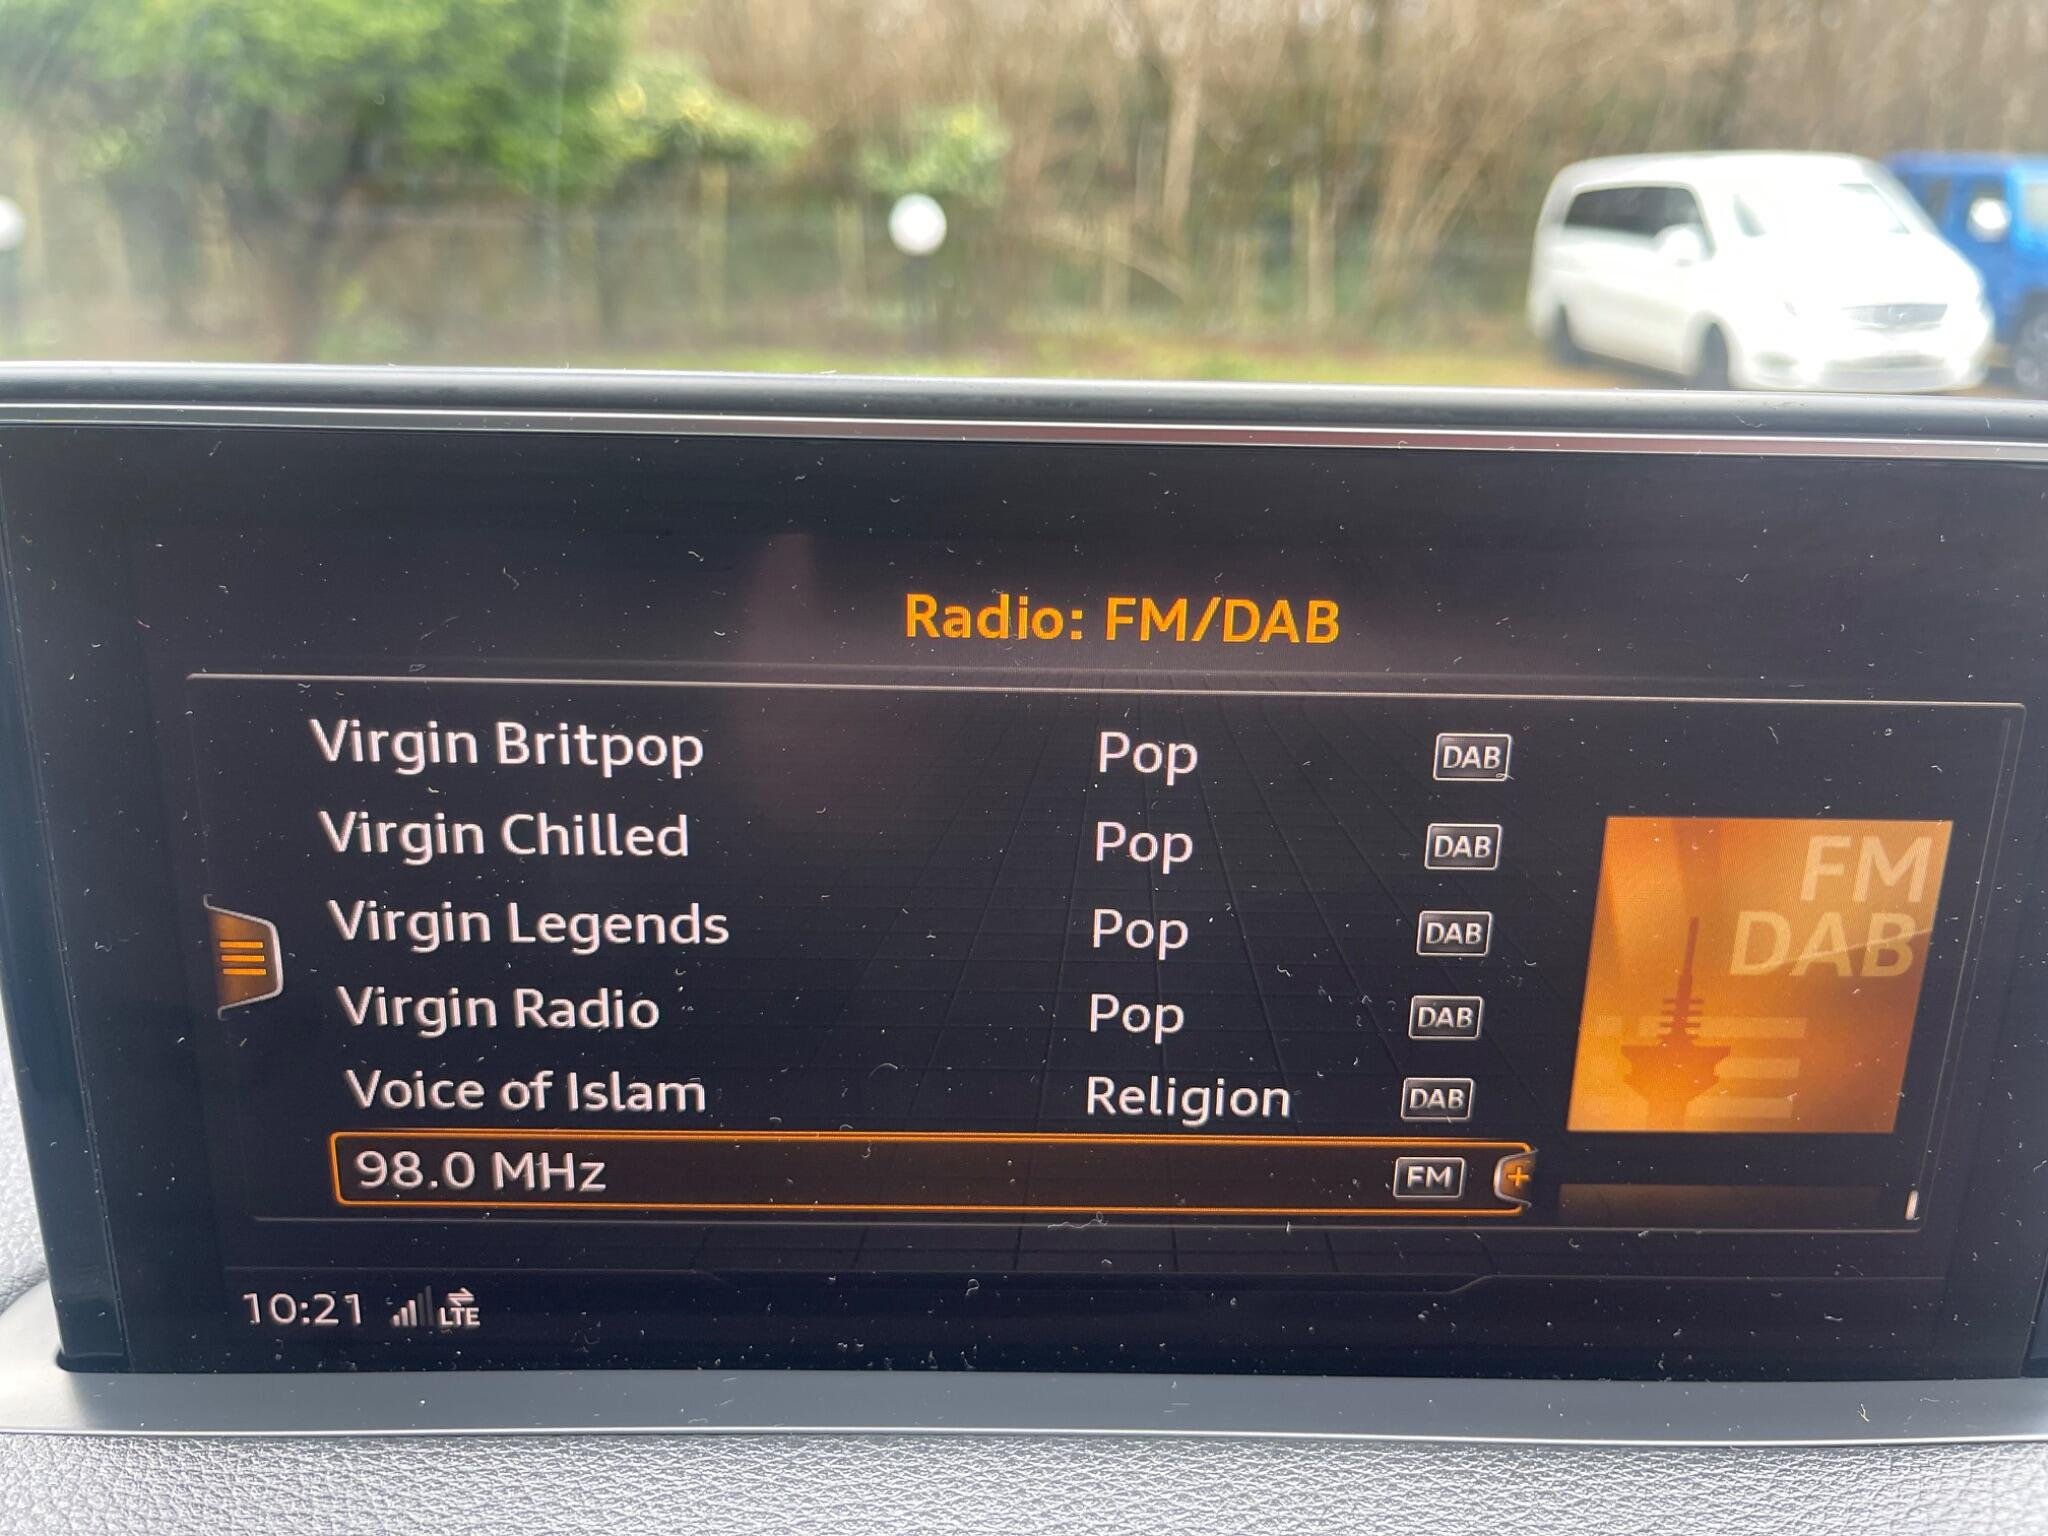 Radio: FM/DAB
Virgin Britpop Pop DAB
Virgin Chilled Pop DAB
Virgin Legends Pop DAB
Virgin Radio Pop DAB
Voice of Islam Religion DAB
98.0 MHz FM +
FM
DAB
10:21 LTE